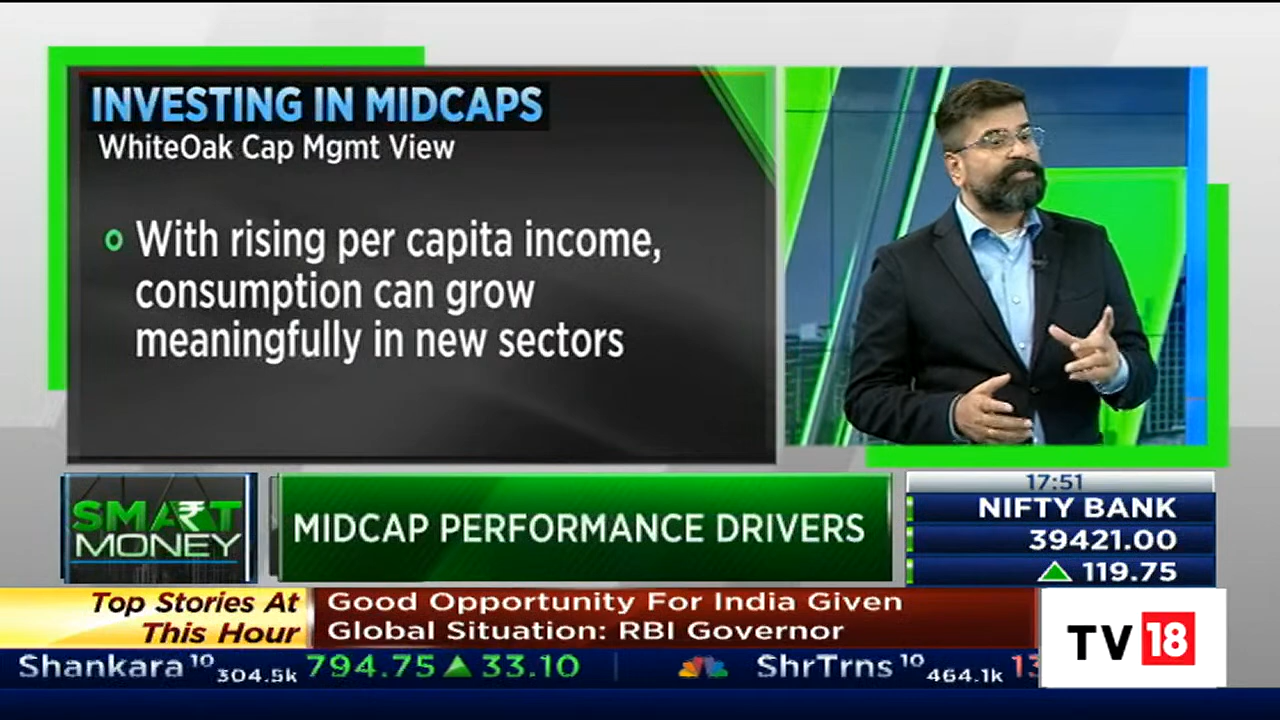 INVESTING IN MIDCAPS
WhiteOak Cap Mgmt View
With rising per capita income,
consumption can grow
meaningfully in new sectors
SMART
MONEY
MIDCAP PERFORMANCE DRIVERS
17:51
NIFTY BANK
39421.00
119.75
Top Stories At
This Hour
Good Opportunity For India Given
Global Situation: RBI Governor
TV18
Shankara 10 304.5k 794.75 33.10 ShrTrns 10 464.1k